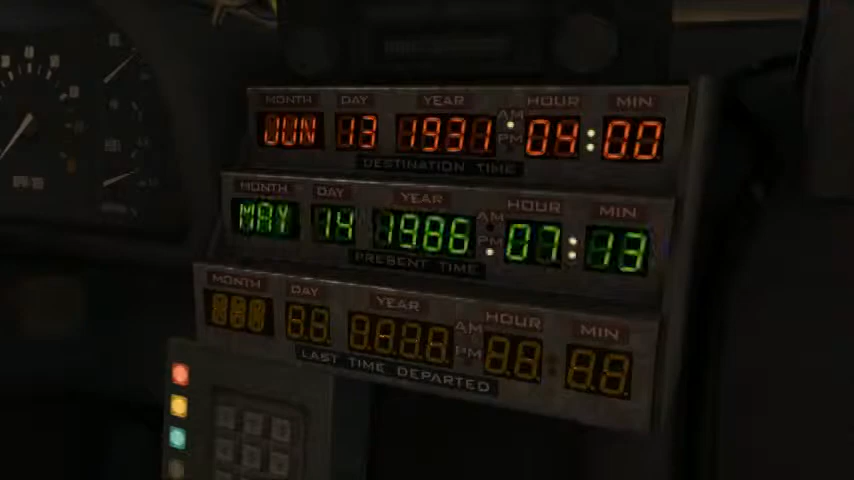 MONTH DAY YEAR HOUR MIN
JUN 13 1931 AM PM 04:00
DESTINATION TIME
MONTH DAY YEAR HOUR MIN
MAY 14 1986 AM PM 07:13
PRESENT TIME
MONTH DAY YEAR HOUR MIN
AM PM
LAST TIME DEPARTED